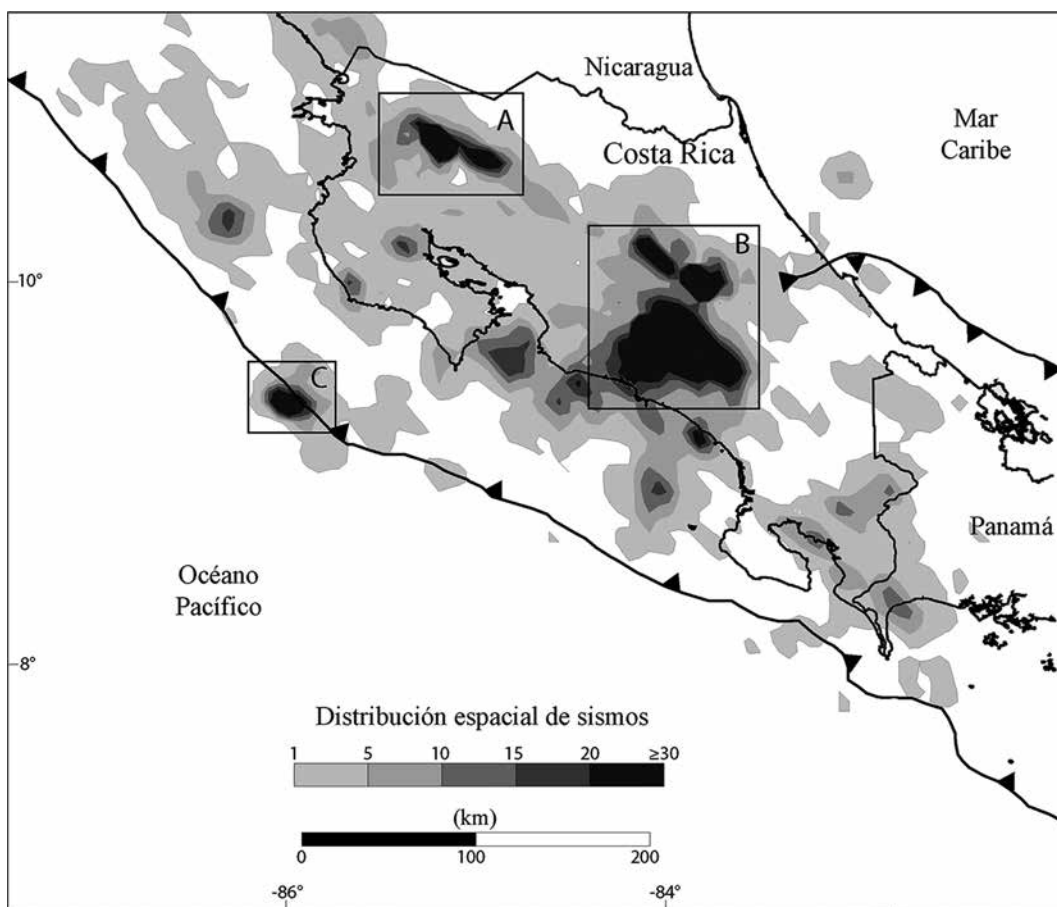 Nicaragua
Mar
Caribe
A
Costa Rica
B
10°
C
Panamá
Océano
Pacífico
8°
Distribución espacial de sismos
1 5 10 15 20 ≥30
(km)
0 100 200
-86° -84°